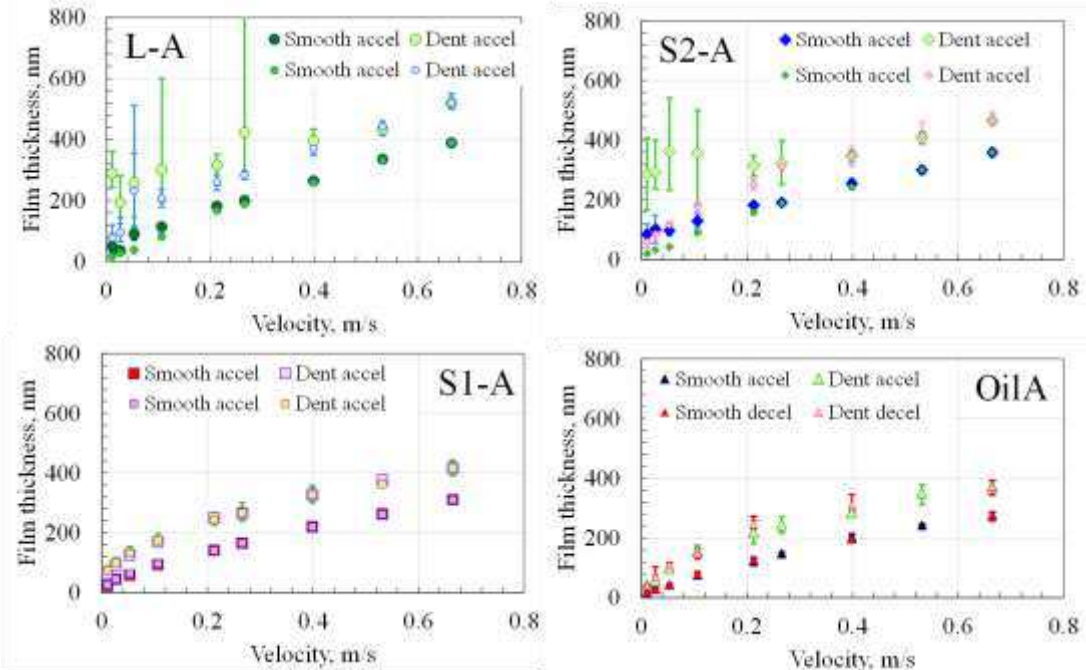 L-A
Smooth accel Dent accel
Smooth accel Dent accel
Film thickness, nm
800
600
400
200
0
0 0.2 0.4 0.6 0.8
Velocity, m/s
S2-A
Smooth accel Dent accel
Smooth accel Dent accel
Film thickness, nm
800
600
400
200
0
0 0.2 0.4 0.6 0.8
Velocity, m/s
S1-A
Smooth accel Dent accel
Smooth accel Dent accel
Film thickness, nm
800
600
400
200
0
0 0.2 0.4 0.6 0.8
Velocity, m/s
OilA
Smooth accel Dent accel
Smooth decel Dent decel
Film thickness, nm
800
600
400
200
0
0 0.2 0.4 0.6 0.8
Velocity, m/s